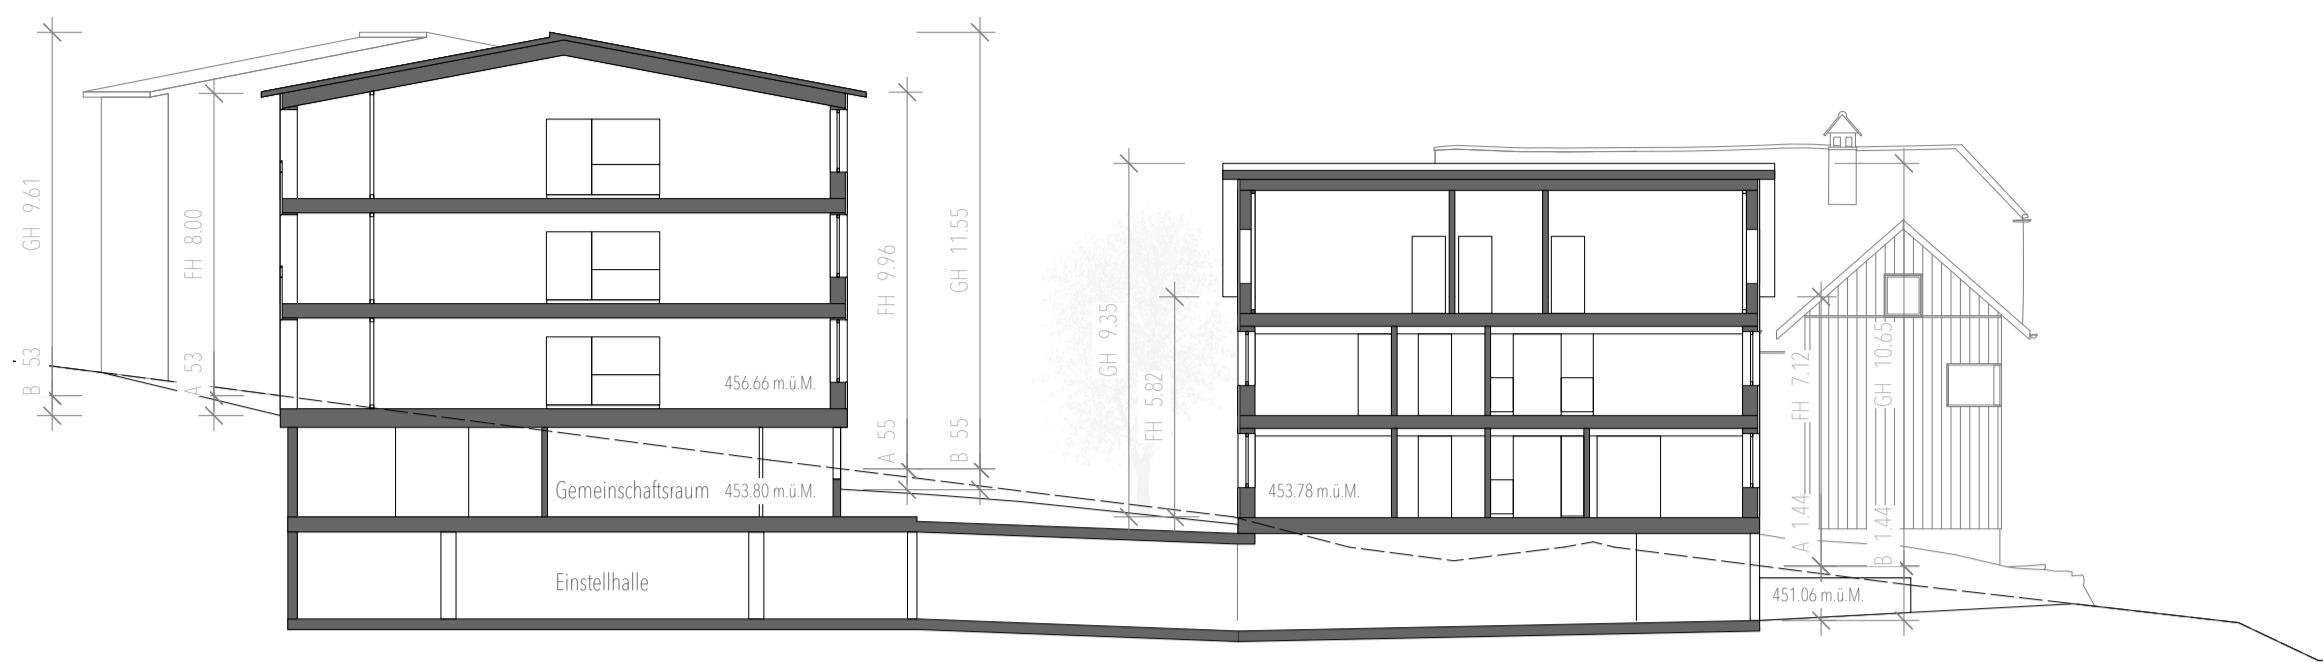 GH 9.61
B 53
FH 8.00
A 53
456.66 m.ü.M.
Gemeinschaftsraum 453.80 m.ü.M.
Einstellhalle
FH 9.96
A 55
GH 11.55
B 55
GH 9.35
FH 5.82
453.78 m.ü.M.
FH 7.12
A 1.44
GH 10.65
B 1.44
451.06 m.ü.M.